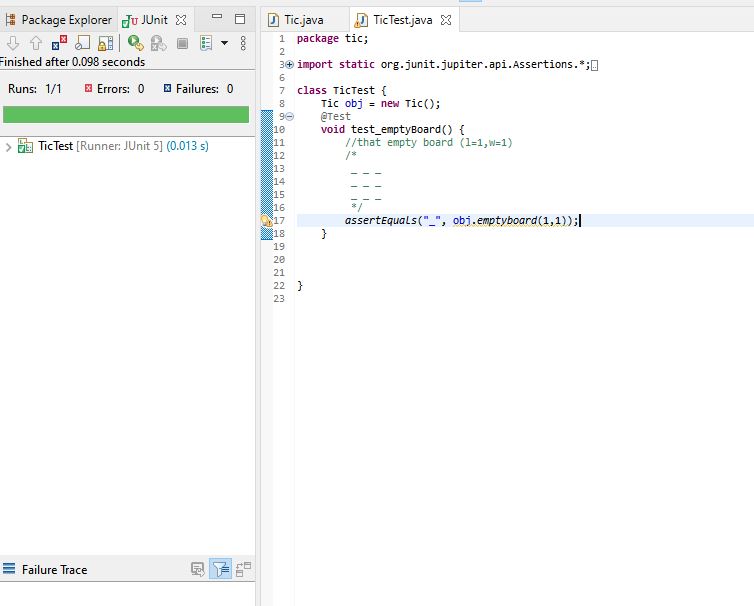 Package Explorer
JUnit
Finished after 0.098 seconds
Runs: 1/1 Errors: 0 Failures: 0
TicTest [Runner: JUnit 5] (0.013 s)
Failure Trace
Tic.java
TicTest.java
1 package tic;
2
3 import static org.junit.jupiter.api.Assertions.*;
6
7 class TicTest {
8 Tic obj = new Tic();
9 @Test
10 void test_emptyBoard() {
11 //that empty board (l=1,w=1)
12 /*
13 _ _ _
14 _ _ _
15 _ _ _
16 */
17 assertEquals("_", obj.emptyboard(1,1));
18 }
19
20
21
22 }
23